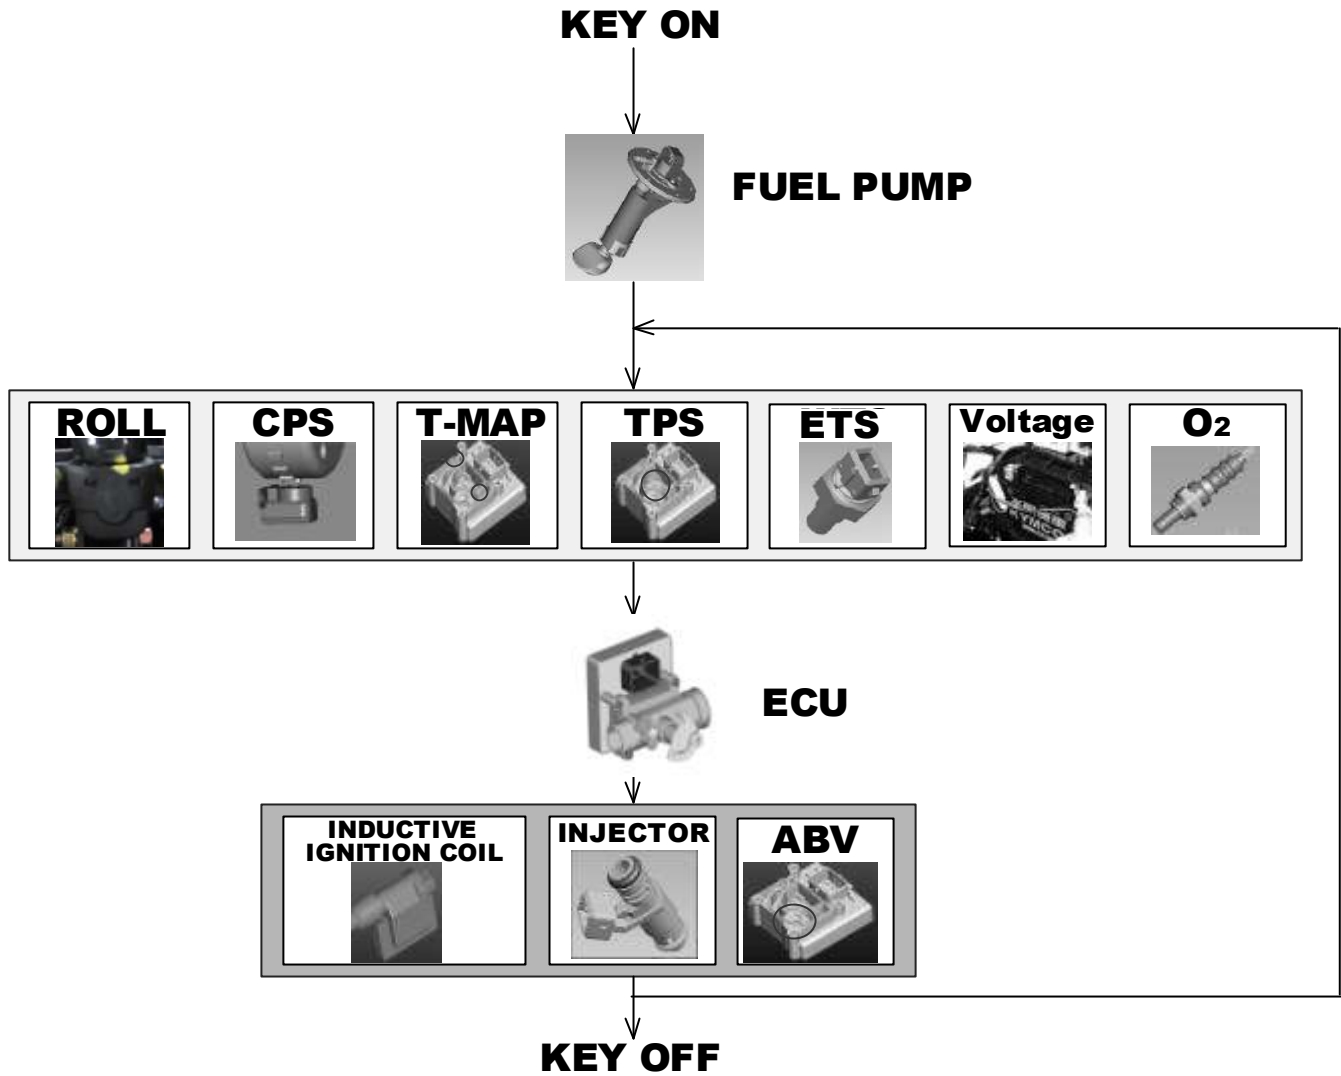 KEY ON
FUEL PUMP
ROLL
CPS
T-MAP
TPS
ETS
Voltage
O2
KYMCO
ECU
INDUCTIVE
IGNITION COIL
INJECTOR
ABV
KEY OFF